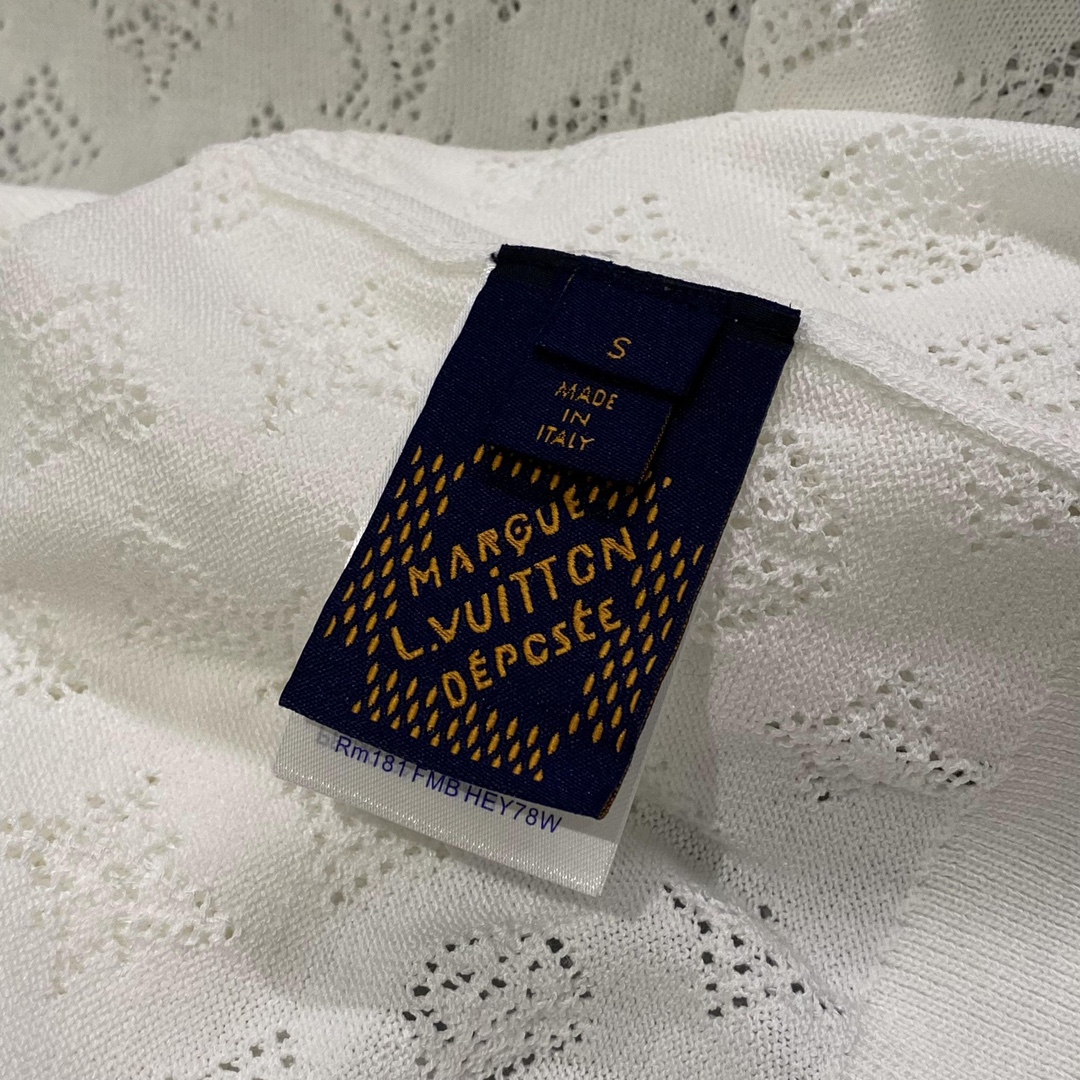 S
MADE
IN
ITALY
MARQUE
L.VUITTON
DÉPOSÉE
Rm181 FMB HEY78W